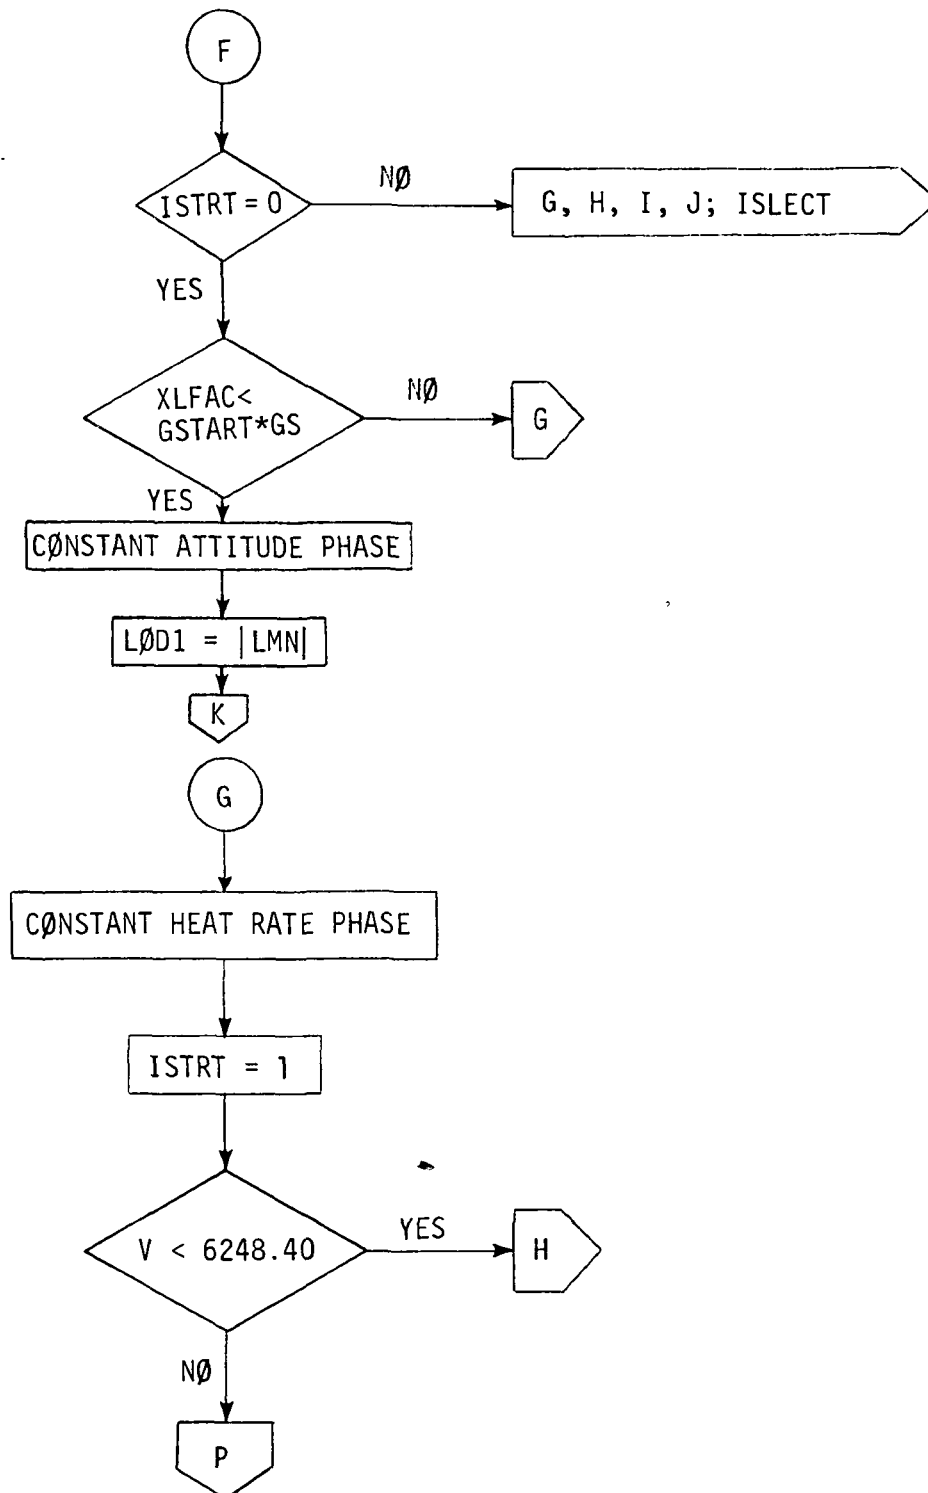 F
ISTRT = 0
NØ
G, H, I, J; ISLECT
YES
XLFAC<
GSTART*GS
NØ
G
YES
CØNSTANT ATTITUDE PHASE
LØD1 = |LMN|
K
G
CØNSTANT HEAT RATE PHASE
ISTRT = 1
V < 6248.40
YES
H
NØ
P